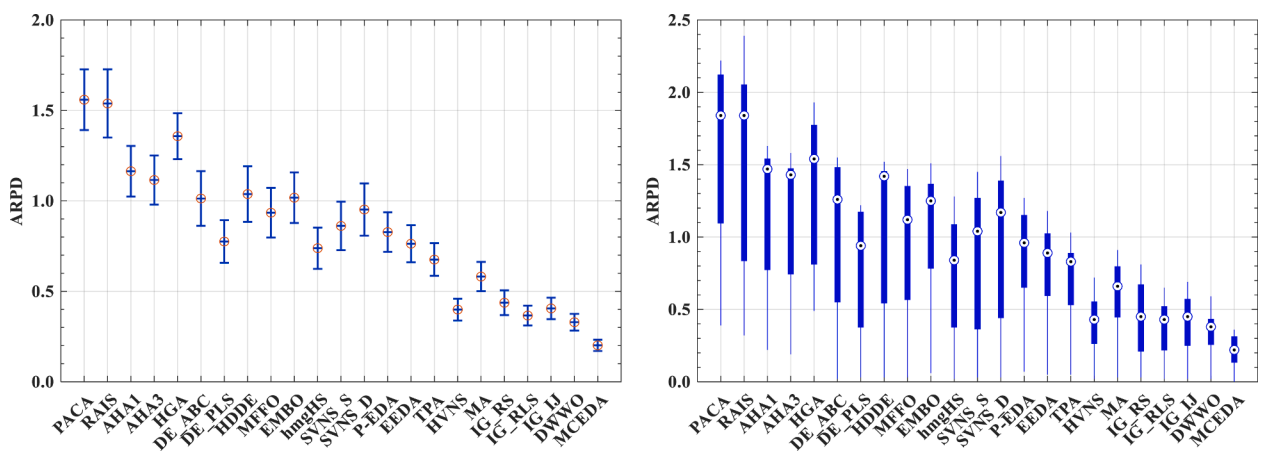 2.0
1.5
1.0
0.5
0.0
ARPD
PACA
RAIS
AHA1
AHA3
HGA
DE_ABC
DE_PLS
HDDE
MFFO
EMBO
hmgHS
SVNS_S
SVNS_D
P-EDA
EEDA
TPA
HVNS
MA
IG_RS
IG_RLS
IG_IJ
DWWO
MCEDA
2.5
2.0
1.5
1.0
0.5
0.0
ARPD
PACA
RAIS
AHA1
AHA3
HGA
DE_ABC
DE_PLS
HDDE
MFFO
EMBO
hmgHS
SVNS_S
SVNS_D
P-EDA
EEDA
TPA
HVNS
MA
IG_RS
IG_RLS
IG_IJ
DWWO
MCEDA